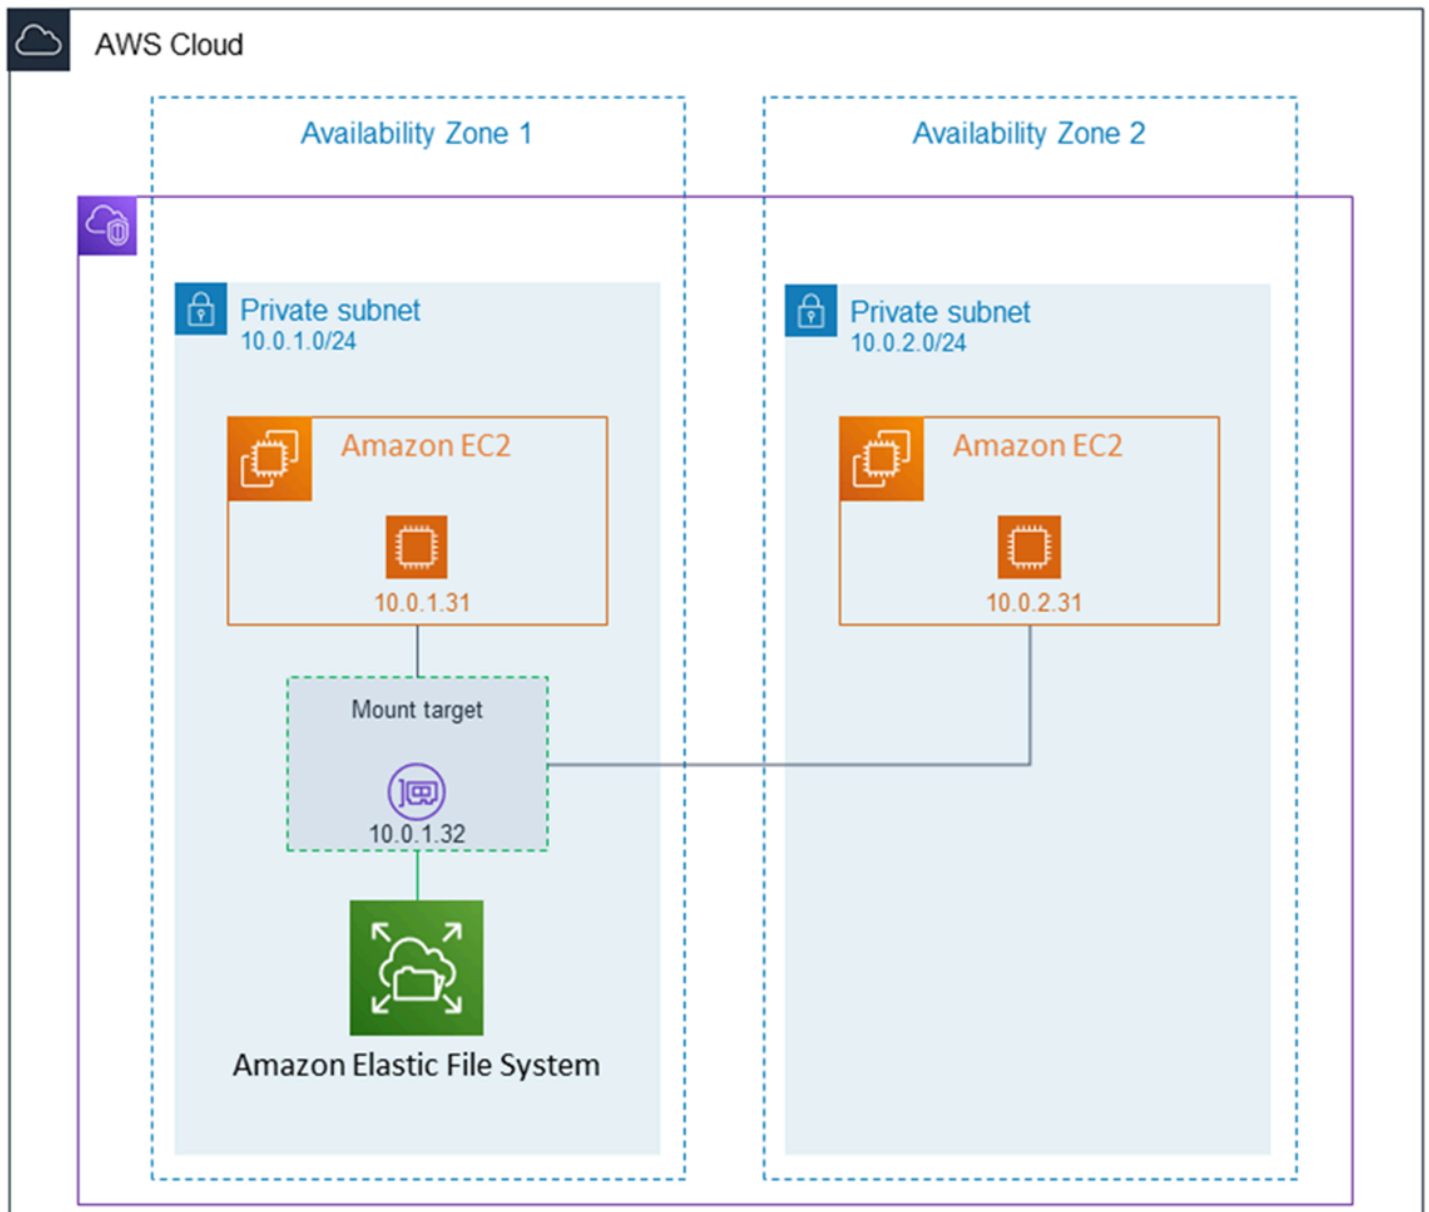 AWS Cloud
Availability Zone 1
Availability Zone 2
Private subnet
10.0.1.0/24
Private subnet
10.0.2.0/24
Amazon EC2
10.0.1.31
Amazon EC2
10.0.2.31
Mount target
10.0.1.32
Amazon Elastic File System